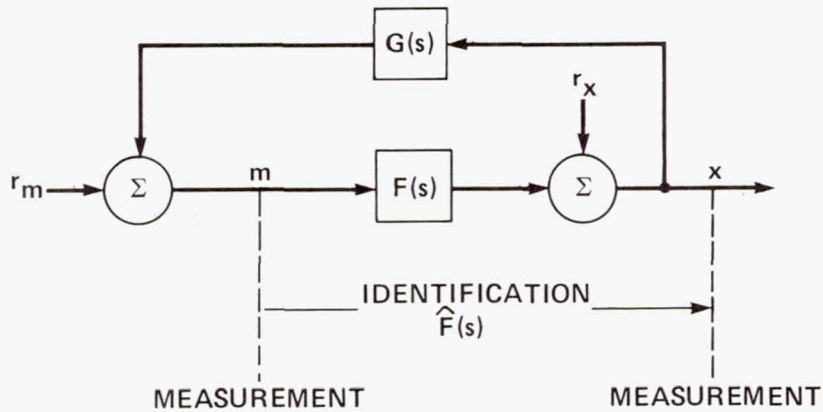 G(s)
r_x
r_m
Σ
m
F(s)
Σ
x
IDENTIFICATION
F̂(s)
MEASUREMENT
MEASUREMENT